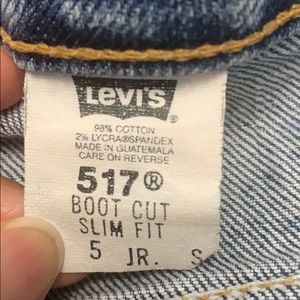 Levi's®
98% COTTON
2% LYCRA®SPANDEX
MADE IN GUATEMALA
CARE ON REVERSE
517®
BOOT CUT
SLIM FIT
5 JR. S